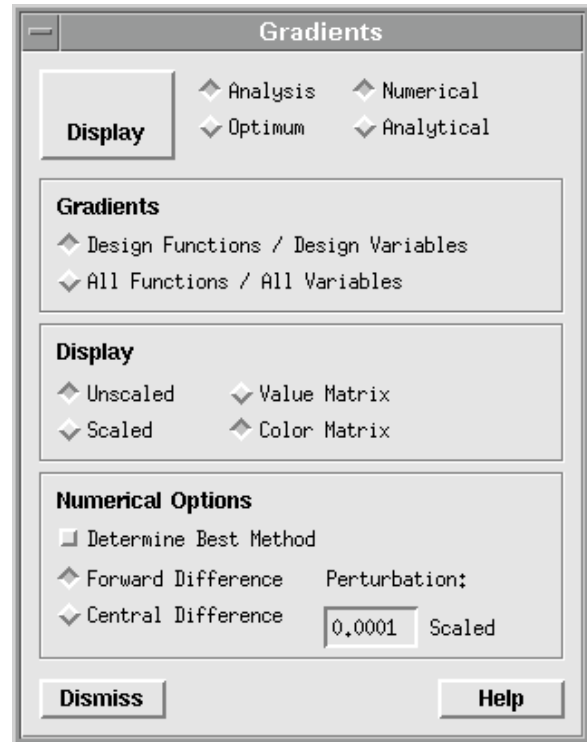 Gradients
Display
Analysis Numerical
Optimum Analytical
Gradients
Design Functions / Design Variables
All Functions / All Variables
Display
Unscaled Value Matrix
Scaled Color Matrix
Numerical Options
Determine Best Method
Forward Difference Perturbation:
Central Difference 0.0001 Scaled
Dismiss Help